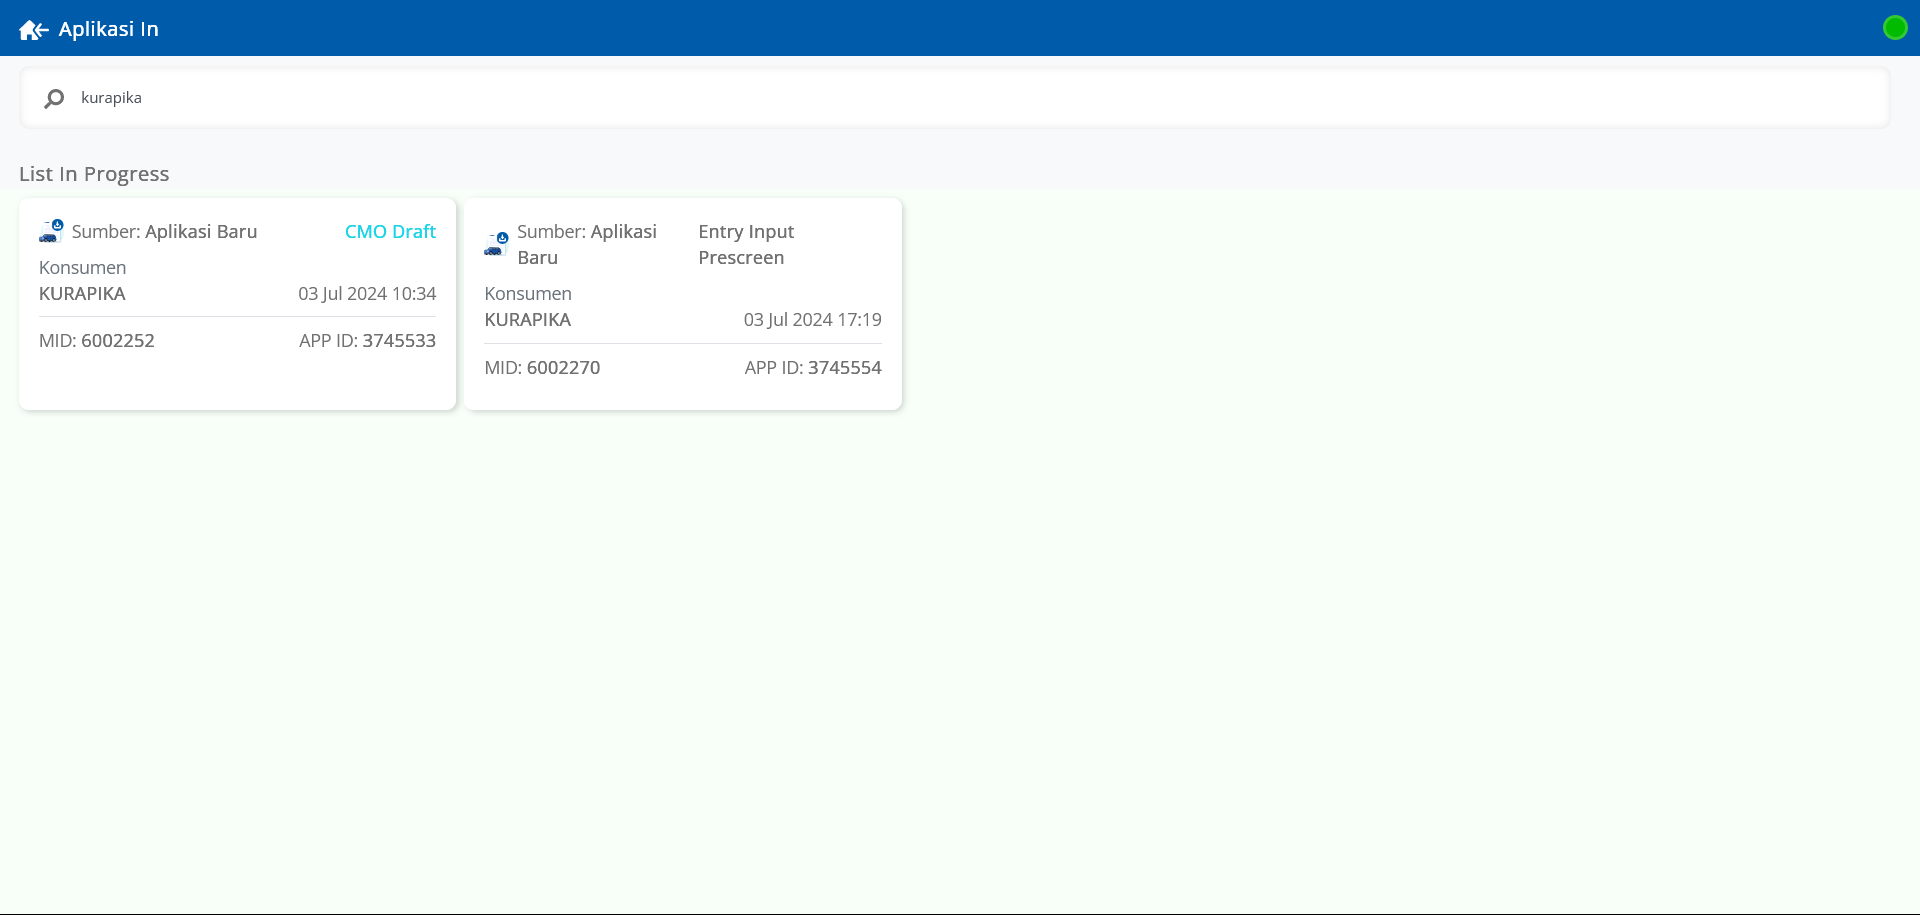 Aplikasi In
kurapika
List In Progress
Sumber: Aplikasi Baru CMO Draft
Konsumen
KURAPIKA 03 Jul 2024 10:34
MID: 6002252 APP ID: 3745533
Sumber: Aplikasi Baru
Entry Input Prescreen
Konsumen
KURAPIKA 03 Jul 2024 17:19
MID: 6002270 APP ID: 3745554